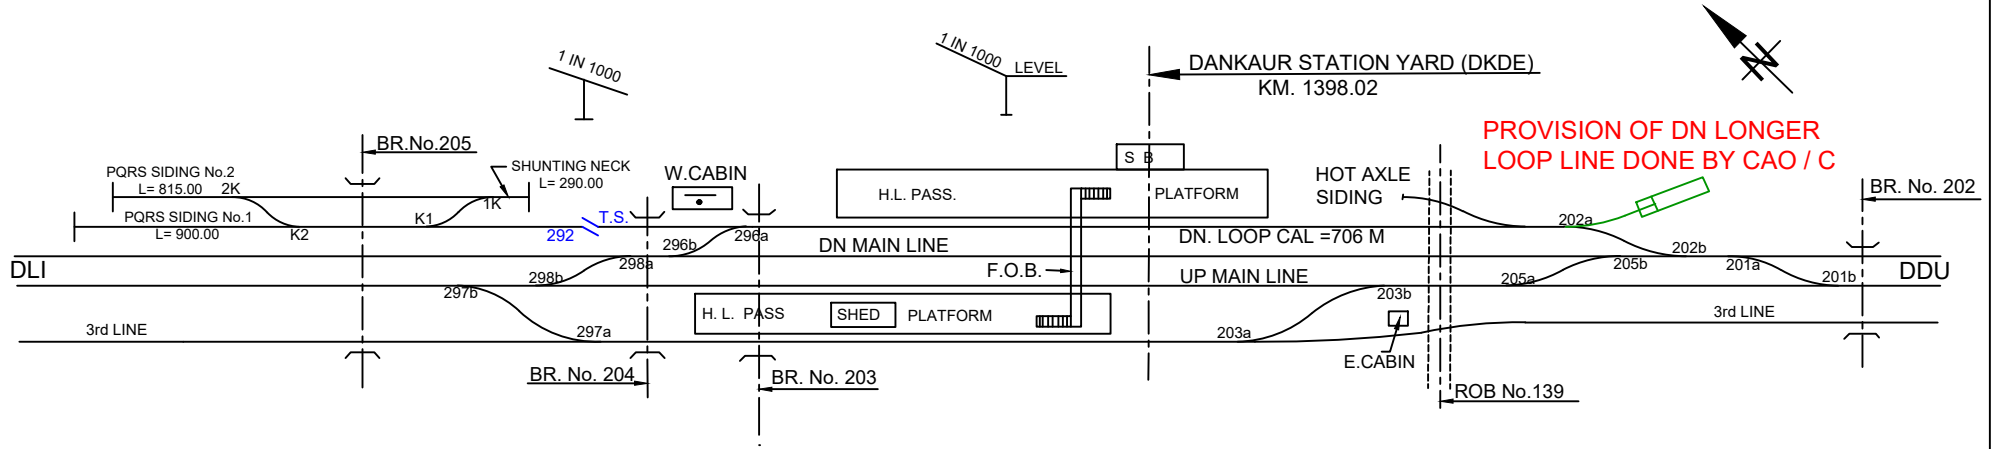 1 IN 1000
1 IN 1000
LEVEL
DANKAUR STATION YARD (DKDE)
KM. 1398.02
N
PROVISION OF DN LONGER
LOOP LINE DONE BY CAO / C
BR.No.205
PQRS SIDING No.2
L= 815.00
2K
SHUNTING NECK
L= 290.00
1K
W.CABIN
S B
H.L. PASS.
PLATFORM
HOT AXLE
SIDING
BR. No. 202
PQRS SIDING No.1
L= 900.00
K2
K1
T.S.
292
296b
296a
DN MAIN LINE
DN. LOOP CAL =706 M
202a
202b
DLI
298b
298a
F.O.B.
UP MAIN LINE
205a
205b
201a
201b
DDU
297b
203b
3rd LINE
297a
H. L. PASS
SHED
PLATFORM
203a
E.CABIN
3rd LINE
BR. No. 204
BR. No. 203
ROB No.139